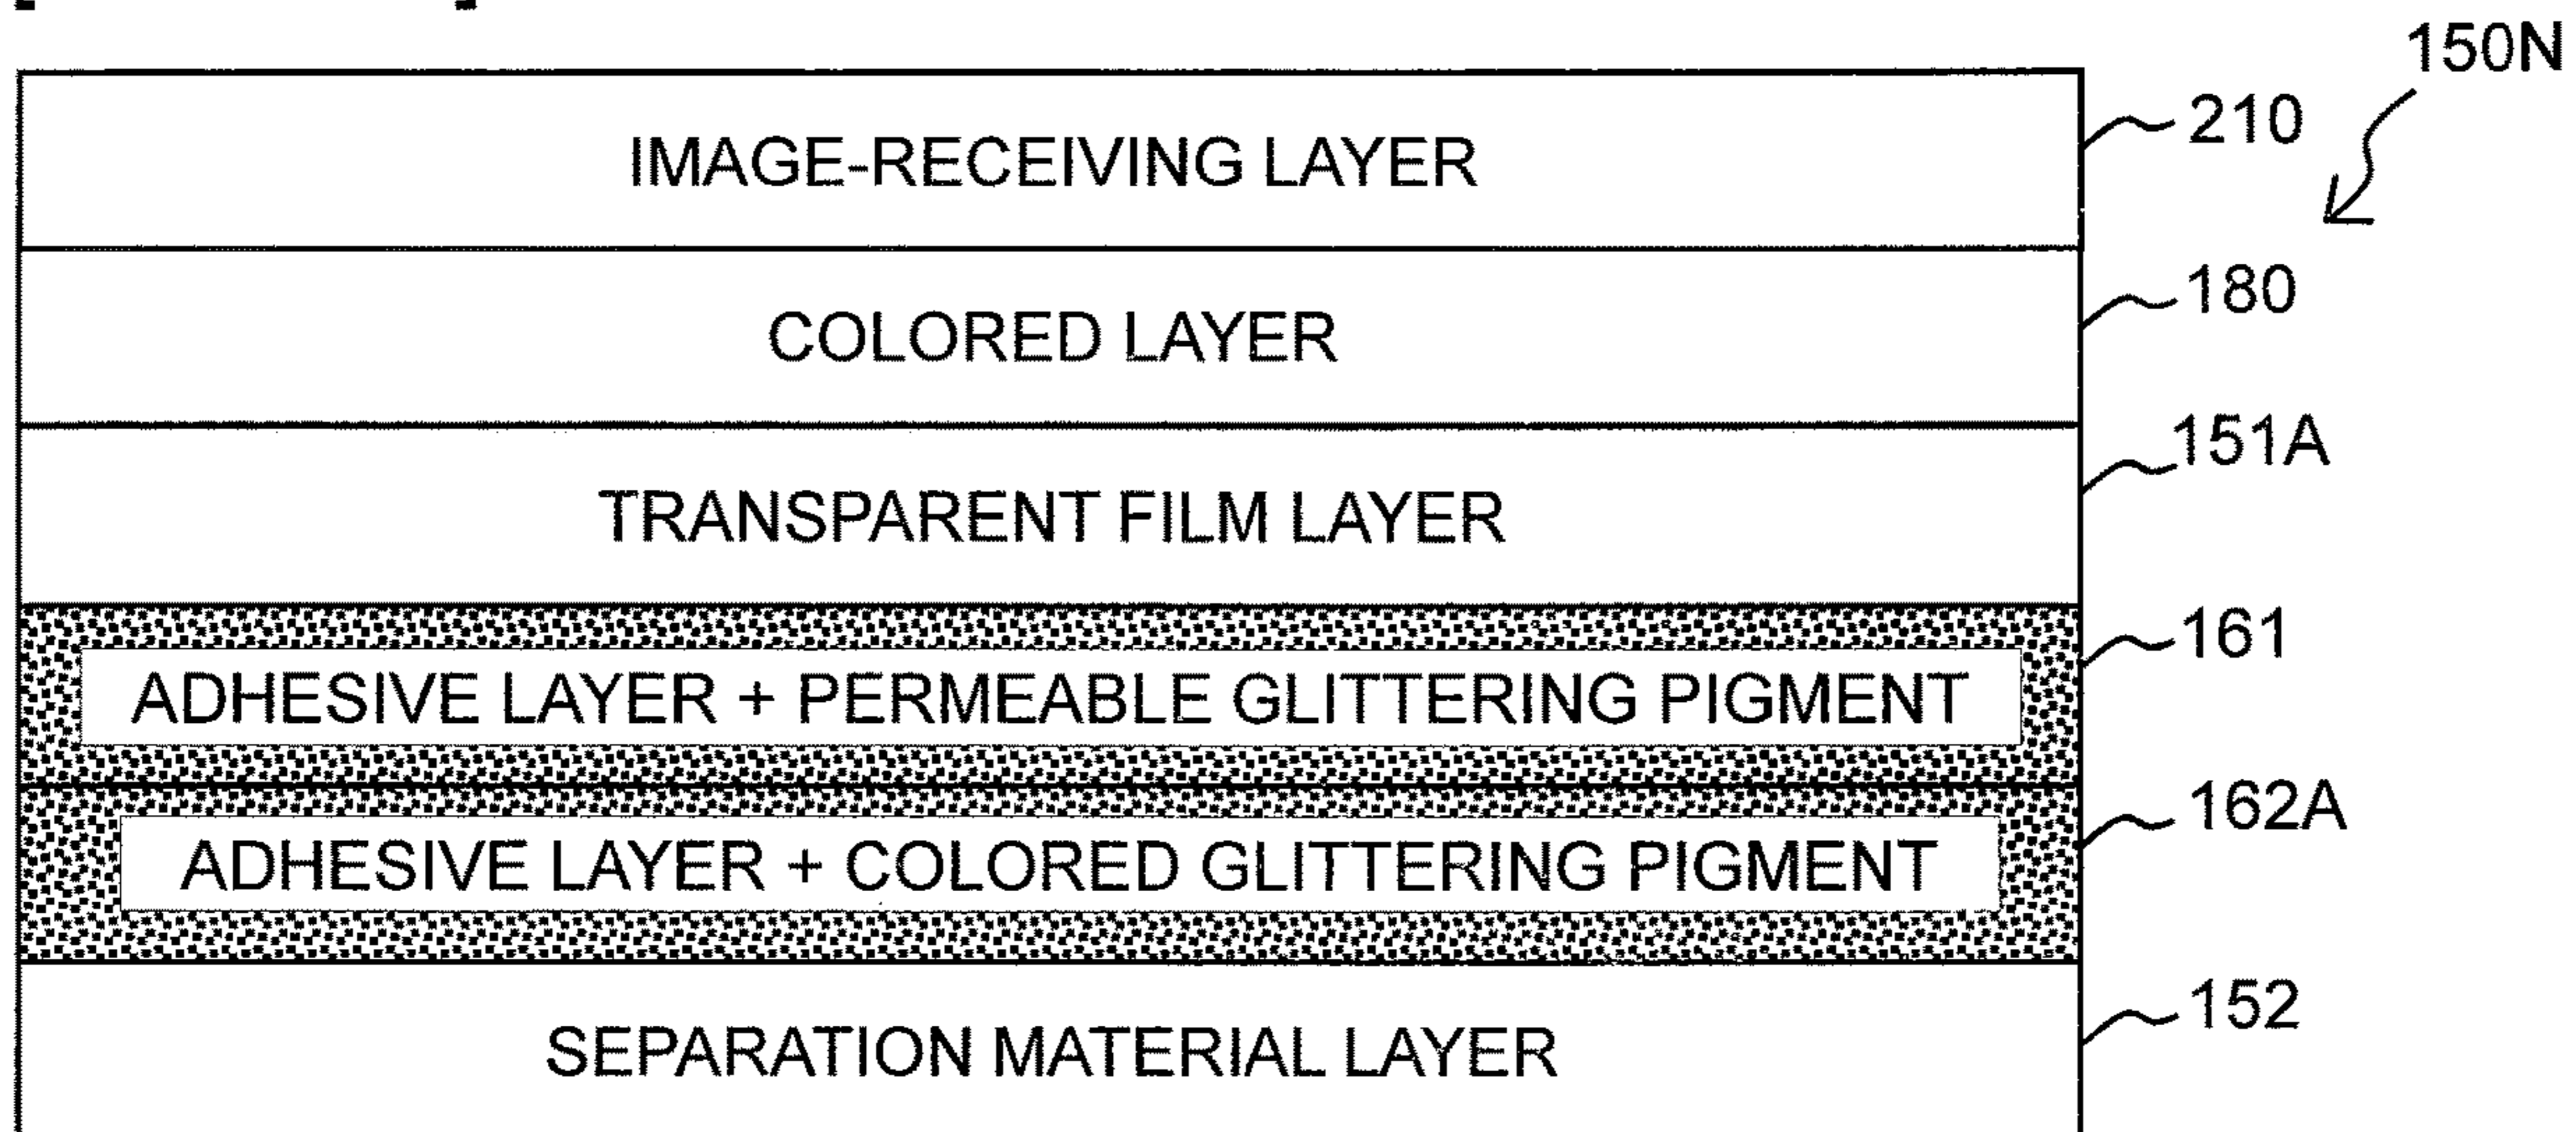 150N
IMAGE-RECEIVING LAYER 210
COLORED LAYER 180
TRANSPARENT FILM LAYER 151A
ADHESIVE LAYER + PERMEABLE GLITTERING PIGMENT 161
ADHESIVE LAYER + COLORED GLITTERING PIGMENT 162A
SEPARATION MATERIAL LAYER 152